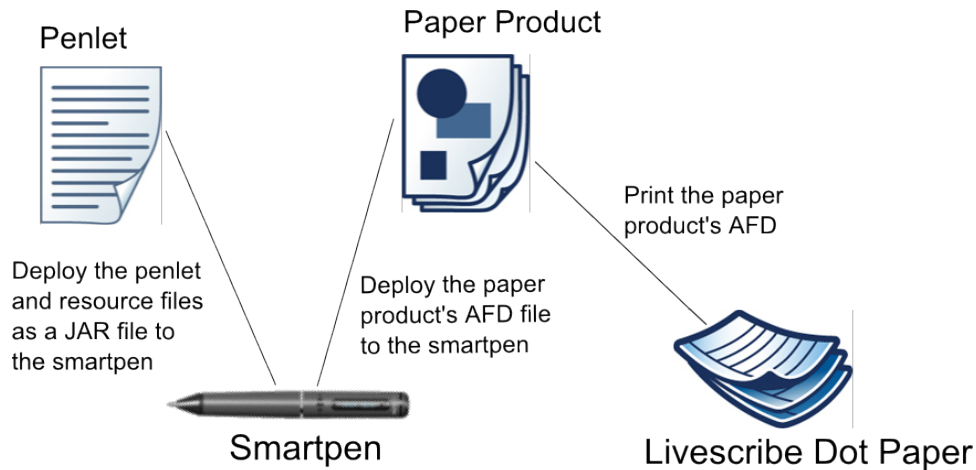 Penlet
Paper Product
Deploy the penlet
and resource files
as a JAR file to
the smartpen
Deploy the paper
product's AFD file
to the smartpen
Print the paper
product's AFD
Smartpen
Livescribe Dot Paper